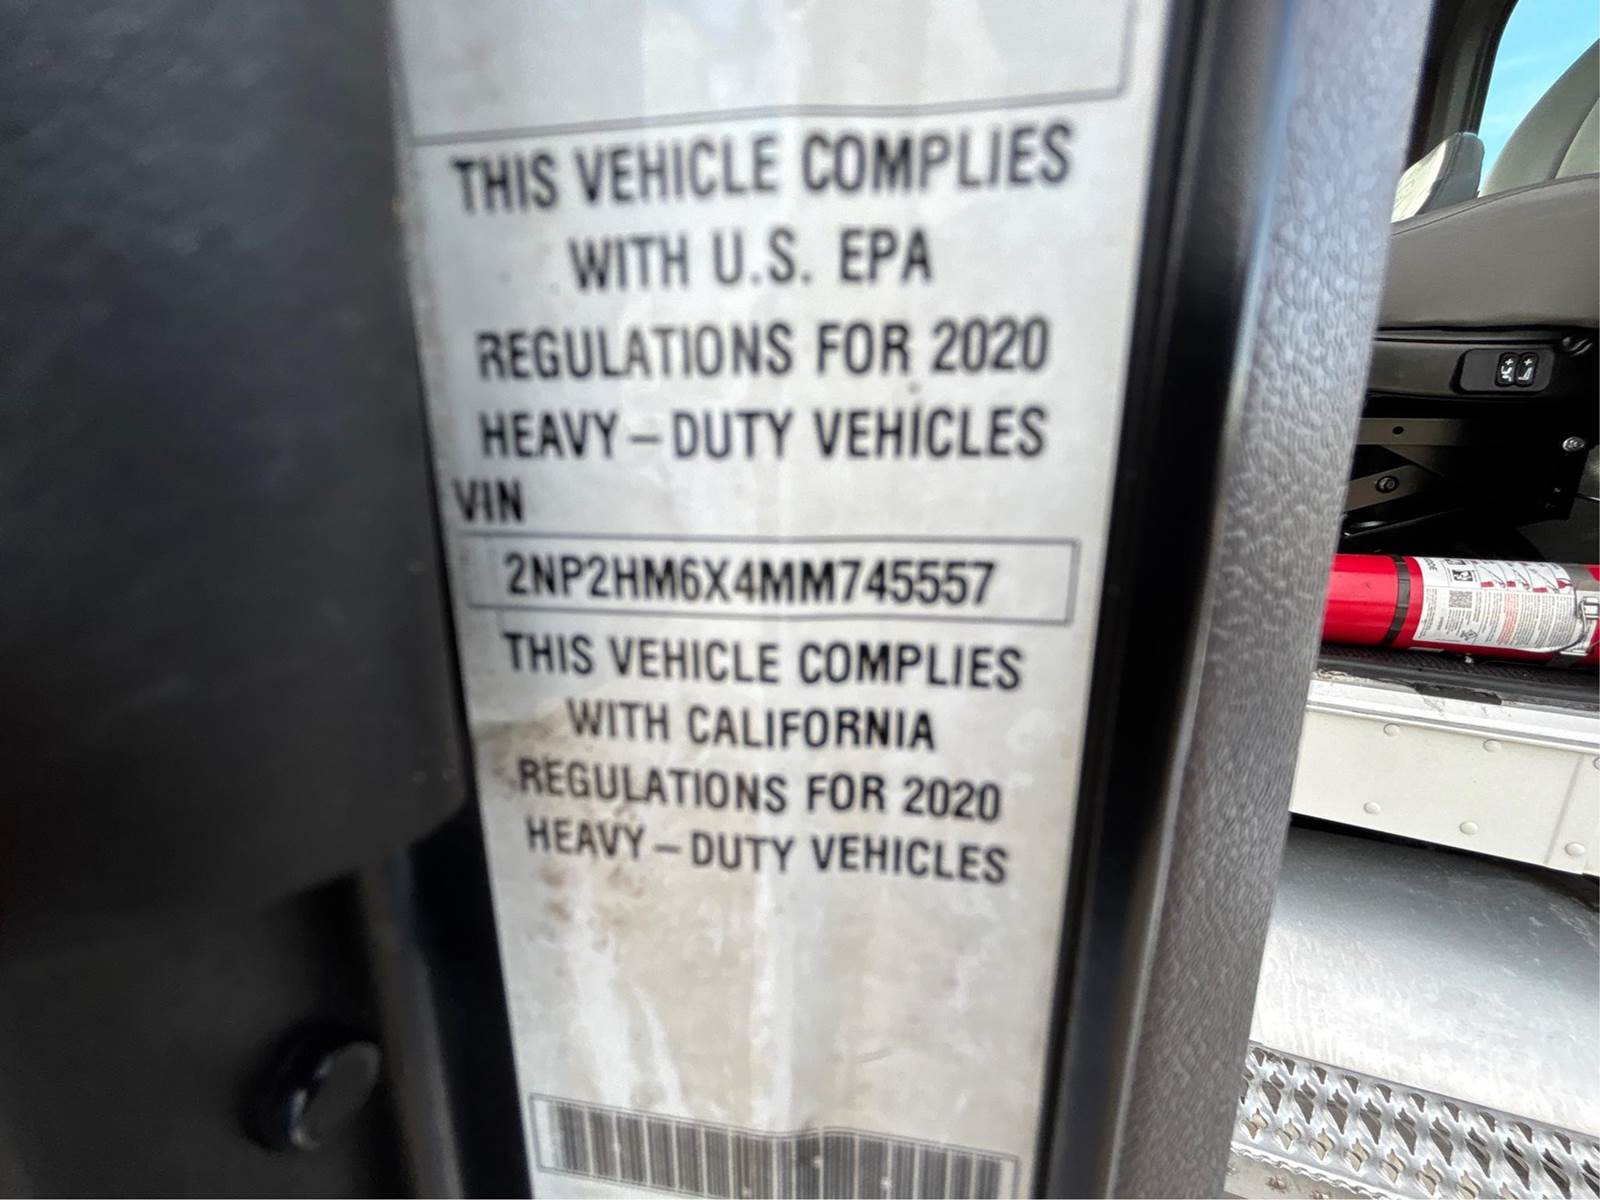 THIS VEHICLE COMPLIES
WITH U.S. EPA
REGULATIONS FOR 2020
HEAVY-DUTY VEHICLES
VIN
2NP2HM6X4MM745557
THIS VEHICLE COMPLIES
WITH CALIFORNIA
REGULATIONS FOR 2020
HEAVY-DUTY VEHICLES